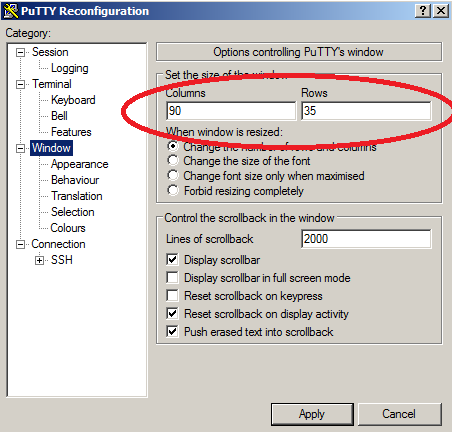 PuTTY Reconfiguration
Category:
Session
Logging
Terminal
Keyboard
Bell
Features
Window
Appearance
Behaviour
Translation
Selection
Colours
Connection
SSH
Options controlling PuTTY's window
Set the size of the window
Columns Rows
90 35
When window is resized:
Change the number of rows and columns
Change the size of the font
Change font size only when maximised
Forbid resizing completely
Control the scrollback in the window
Lines of scrollback 2000
Display scrollbar
Display scrollbar in full screen mode
Reset scrollback on keypress
Reset scrollback on display activity
Push erased text into scrollback
Apply Cancel